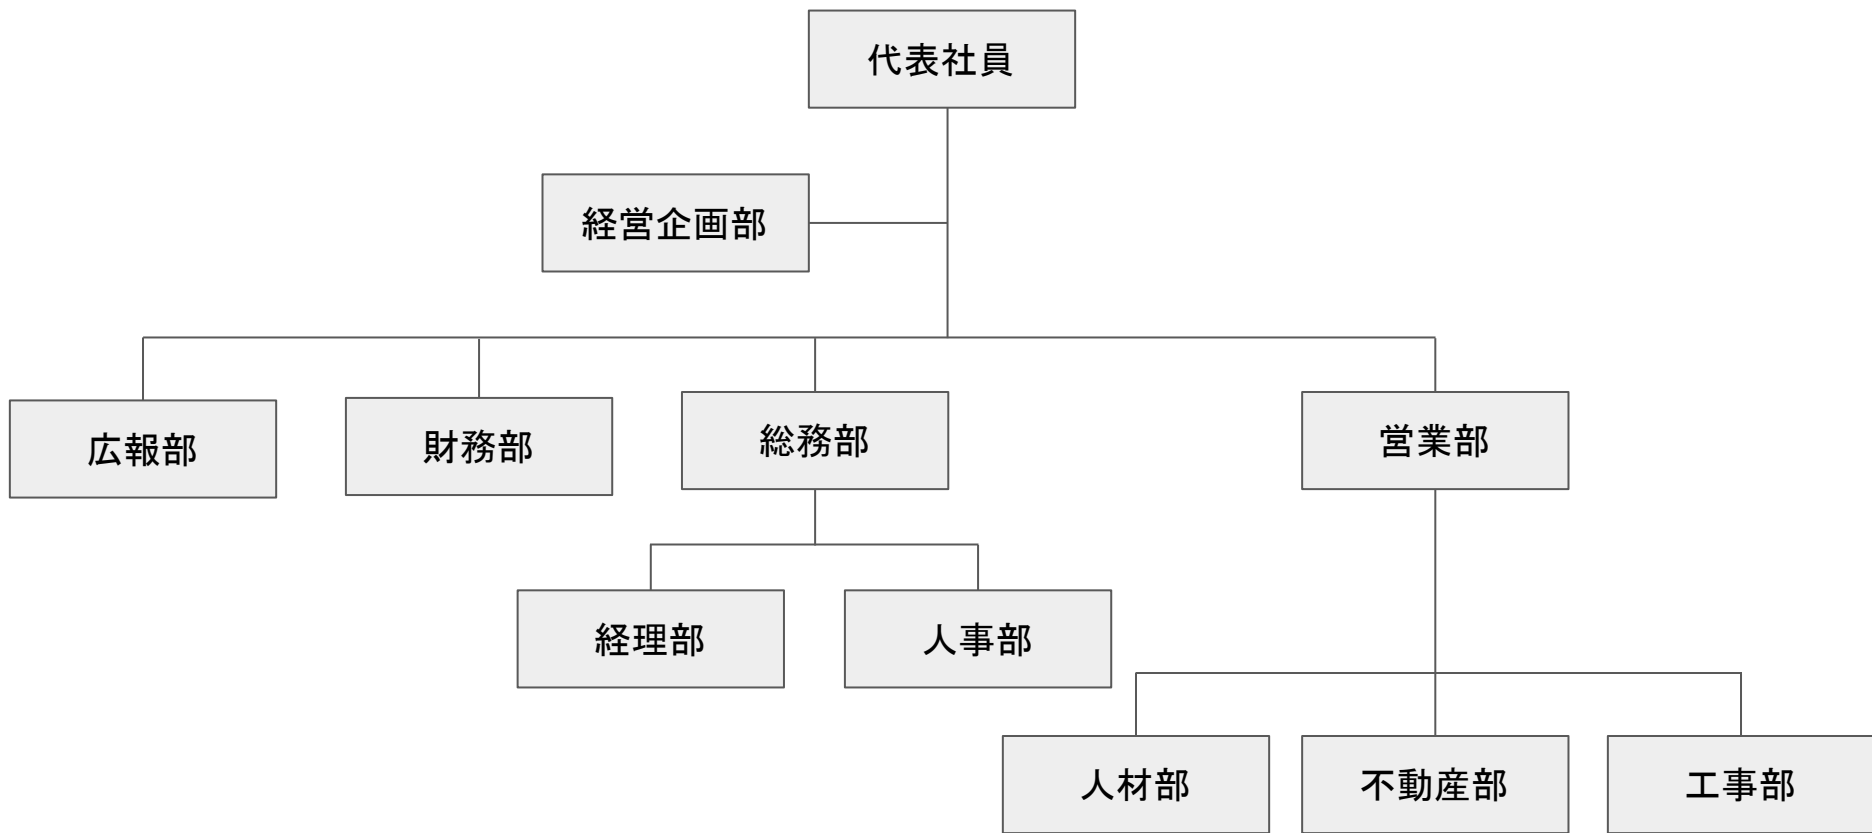 代表社員
経営企画部
広報部
財務部
総務部
営業部
経理部
人事部
人材部
不動産部
工事部